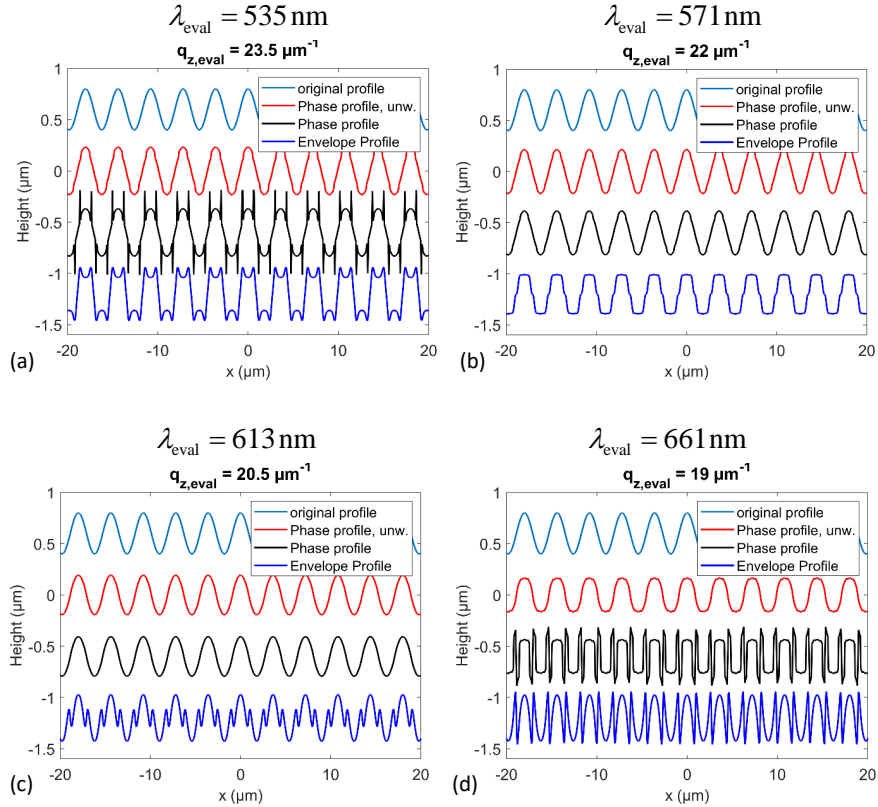 λeval = 535 nm
qz,eval = 23.5 µm-1
1
0.5
0
-0.5
-1
-1.5
Height (µm)
original profile
Phase profile, unw.
Phase profile
Envelope Profile
-20
-10
0
10
20
x (µm)
(a)
λeval = 571 nm
qz,eval = 22 µm-1
1
0.5
0
-0.5
-1
-1.5
Height (µm)
original profile
Phase profile, unw.
Phase profile
Envelope Profile
-20
-10
0
10
20
x (µm)
(b)
λeval = 613 nm
qz,eval = 20.5 µm-1
1
0.5
0
-0.5
-1
-1.5
Height (µm)
original profile
Phase profile, unw.
Phase profile
Envelope Profile
-20
-10
0
10
20
x (µm)
(c)
λeval = 661 nm
qz,eval = 19 µm-1
1
0.5
0
-0.5
-1
-1.5
Height (µm)
original profile
Phase profile, unw.
Phase profile
Envelope Profile
-20
-10
0
10
20
x (µm)
(d)